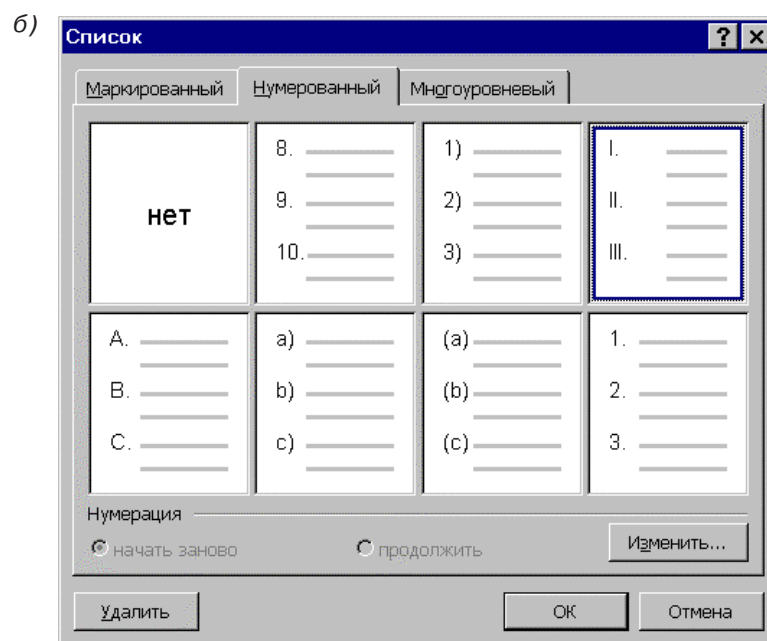 б)
Список ? ×
Маркированный Нумерованный Многоуровневый
нет
8.
9.
10.
1)
2)
3)
I.
II.
III.
A.
B.
C.
a)
b)
c)
(a)
(b)
(c)
1.
2.
3.
Нумерация
начать заново продолжить Изменить...
Удалить ОК Отмена